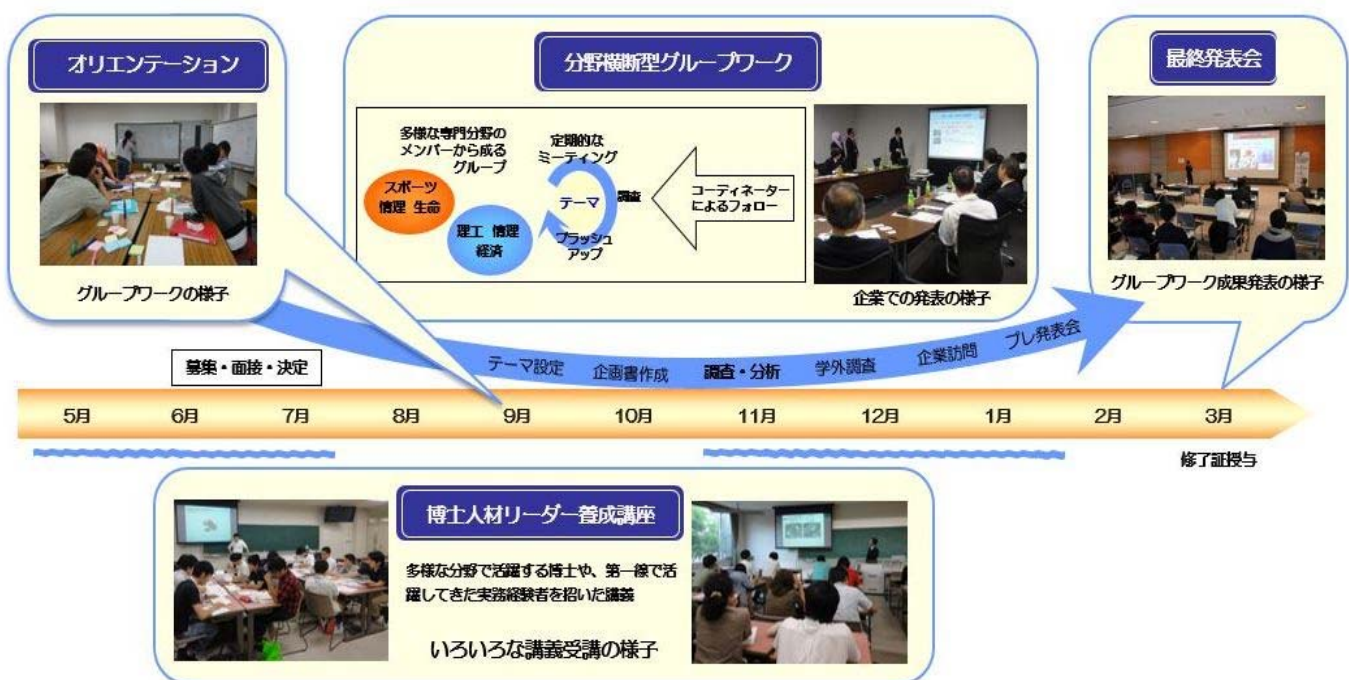 オリエンテーション
グループワークの様子
分野横断型グループワーク
多様な専門分野の
メンバーから成る
グループ
スポーツ
情理 生命
理工 情理
経済
定期的な
ミーティング
テーマ
調査
ブラッシュ
アップ
コーディネーター
によるフォロー
企業での発表の様子
最終発表会
グループワーク成果発表の様子
募集・面接・決定
テーマ設定
企画書作成
調査・分析
学外調査
企業訪問
プレ発表会
5月
6月
7月
8月
9月
10月
11月
12月
1月
2月
3月
修了証授与
博士人材リーダー養成講座
多様な分野で活躍する博士や、第一線で活
躍してきた実務経験者を招いた講義
いろいろな講義受講の様子